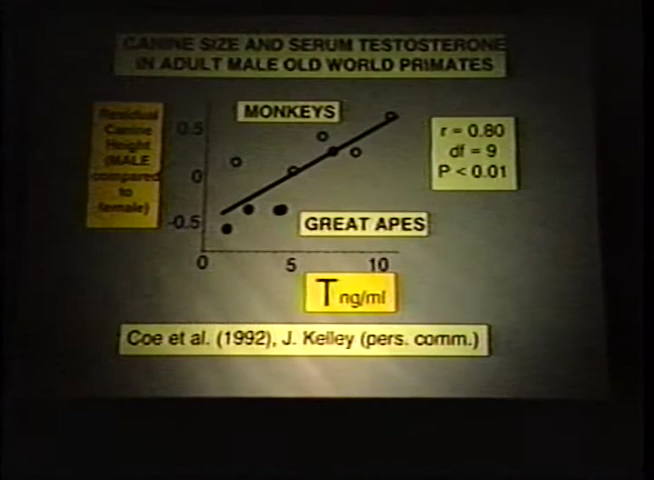 CANINE SIZE AND SERUM TESTOSTERONE
IN ADULT MALE OLD WORLD PRIMATES
Residual
Canine
Height
(MALE
compared
to
female)
MONKEYS
r = 0.80
df = 9
P < 0.01
0.5
0
-0.5
GREAT APES
0
5
10
T ng/ml
Coe et al. (1992), J. Kelley (pers. comm.)